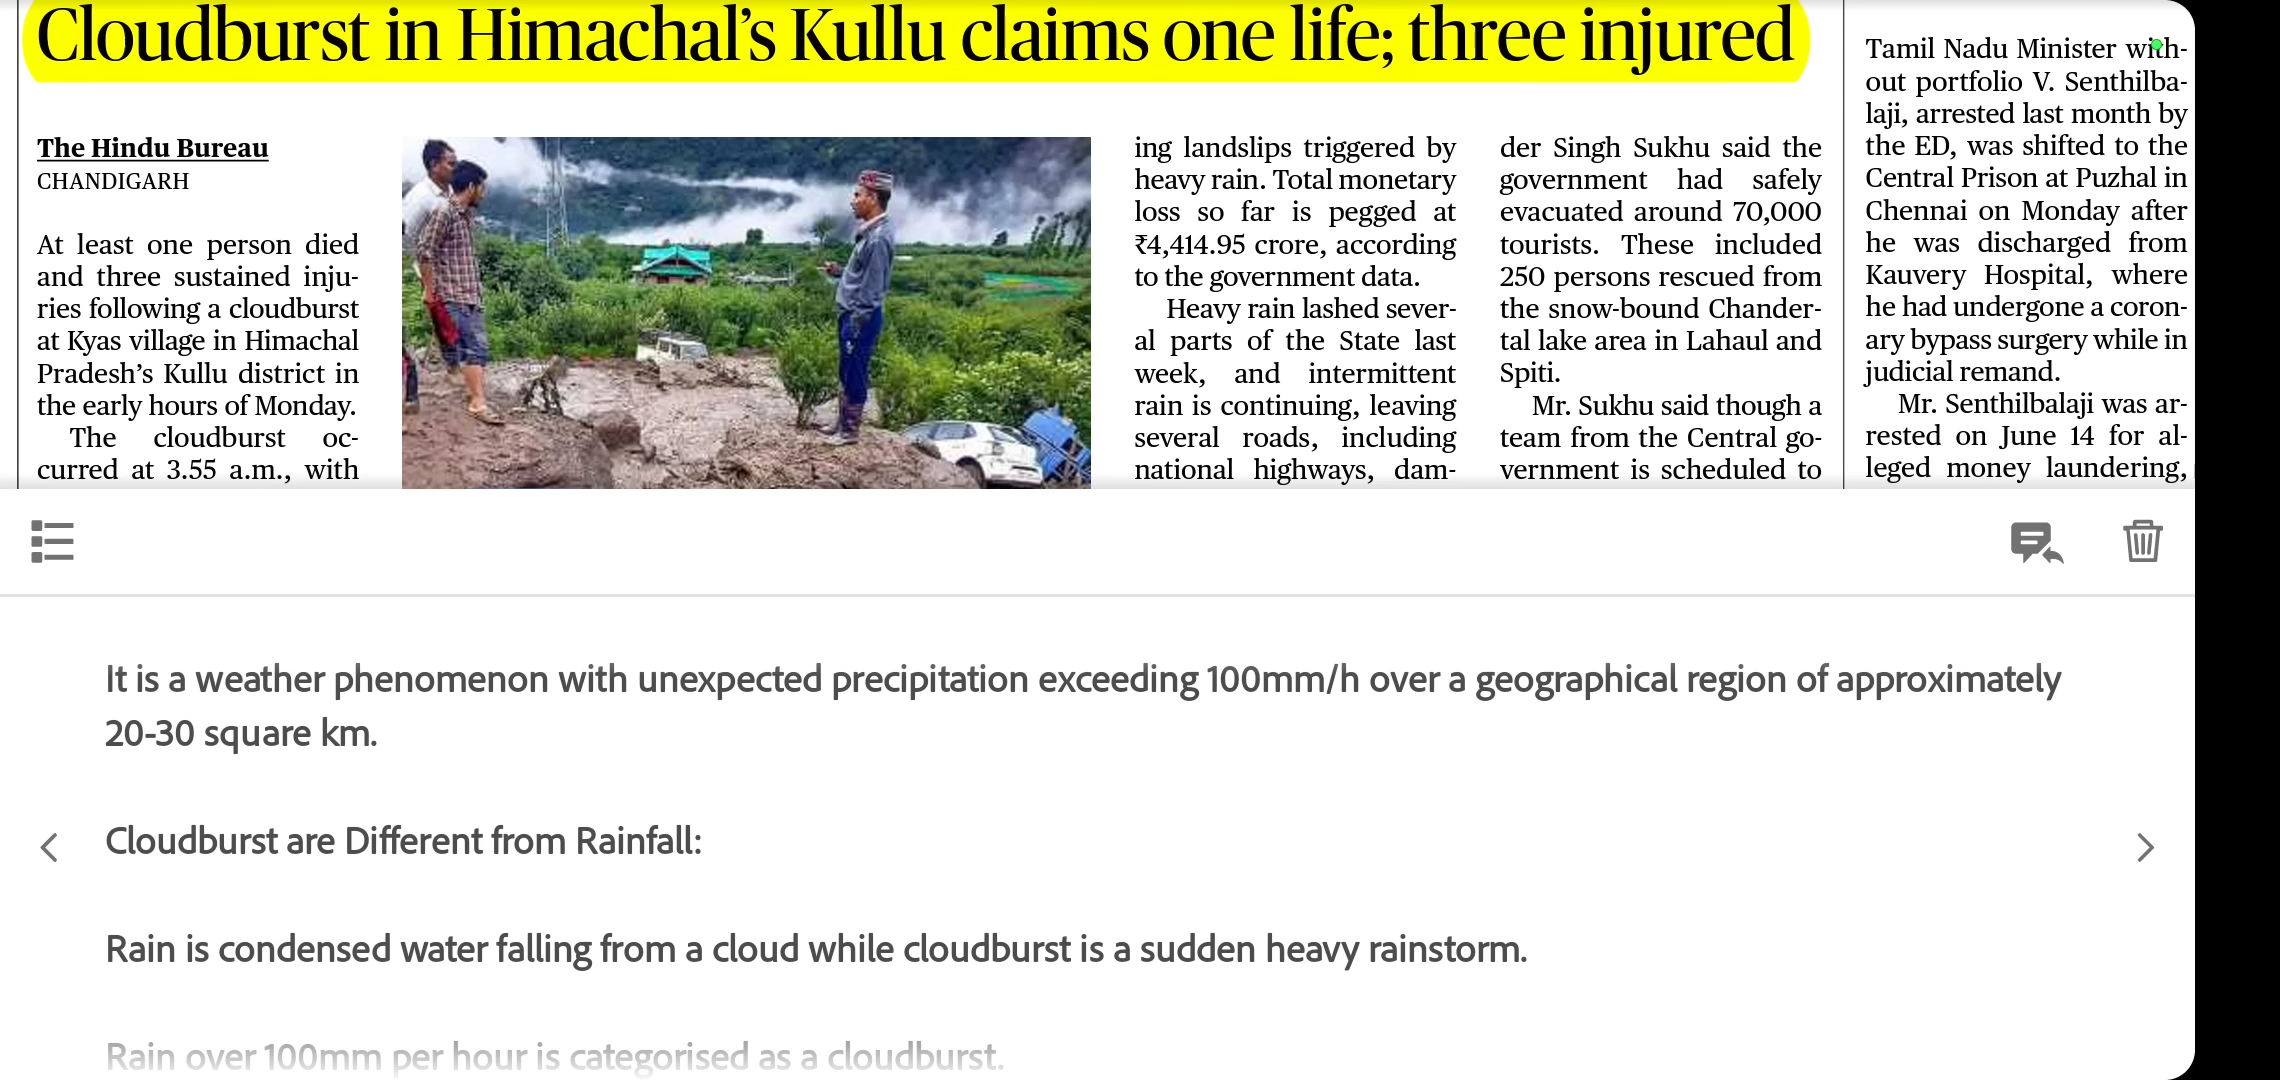 Cloudburst in Himachal's Kullu claims one life; three injured
The Hindu Bureau
CHANDIGARH
At least one person died
and three sustained inju-
ries following a cloudburst
at Kyas village in Himachal
Pradesh's Kullu district in
the early hours of Monday.
The cloudburst oc-
curred at 3.55 a.m., with
ing landslips triggered by
heavy rain. Total monetary
loss so far is pegged at
₹4,414.95 crore, according
to the government data.
Heavy rain lashed sever-
al parts of the State last
week, and intermittent
rain is continuing, leaving
several roads, including
national highways, dam-
der Singh Sukhu said the
government had safely
evacuated around 70,000
tourists. These included
250 persons rescued from
the snow-bound Chander-
tal lake area in Lahaul and
Spiti.
Mr. Sukhu said though a
team from the Central go-
vernment is scheduled to
Tamil Nadu Minister with-
out portfolio V. Senthilba-
laji, arrested last month by
the ED, was shifted to the
Central Prison at Puzhal in
Chennai on Monday after
he was discharged from
Kauvery Hospital, where
he had undergone a coron-
ary bypass surgery while in
judicial remand.
Mr. Senthilbalaji was ar-
rested on June 14 for al-
leged money laundering,
It is a weather phenomenon with unexpected precipitation exceeding 100mm/h over a geographical region of approximately
20-30 square km.
Cloudburst are Different from Rainfall:
Rain is condensed water falling from a cloud while cloudburst is a sudden heavy rainstorm.
Rain over 100mm per hour is categorised as a cloudburst.